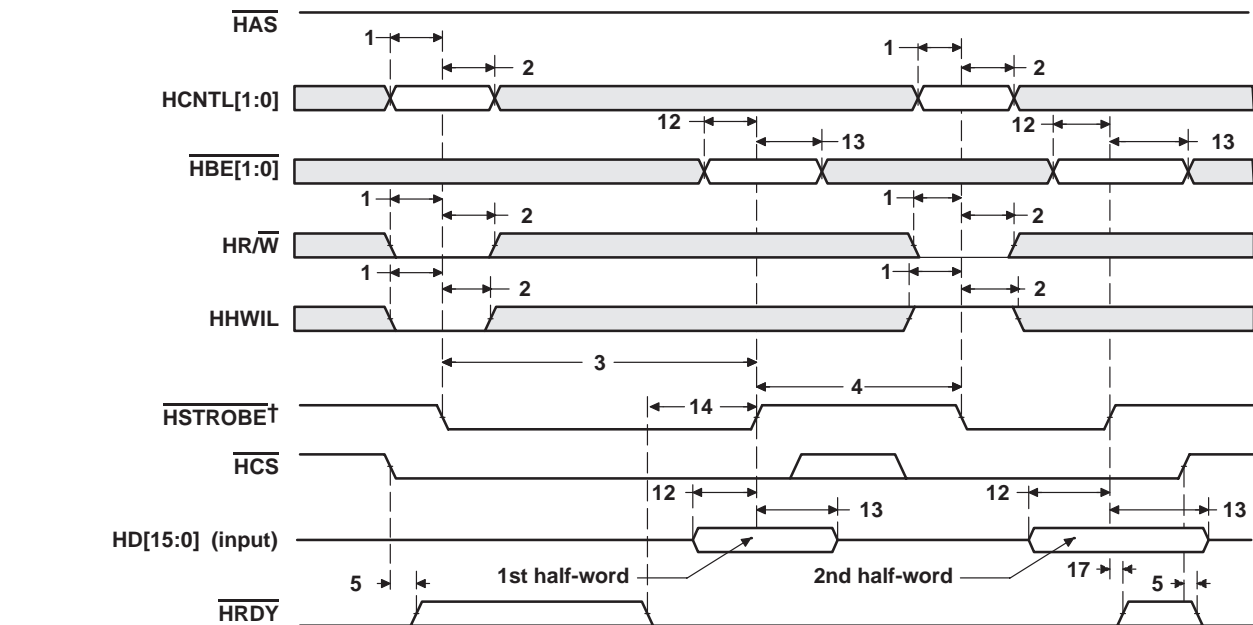 HAS
1
1
2
2
HCNTL[1:0]
12
12
13
13
HBE[1:0]
1
1
2
2
HR/W
1
1
2
2
HHWIL
3
4
14
HSTROBE†
HCS
12
12
13
13
HD[15:0] (input)
1st half-word
2nd half-word
17
5
5
HRDY